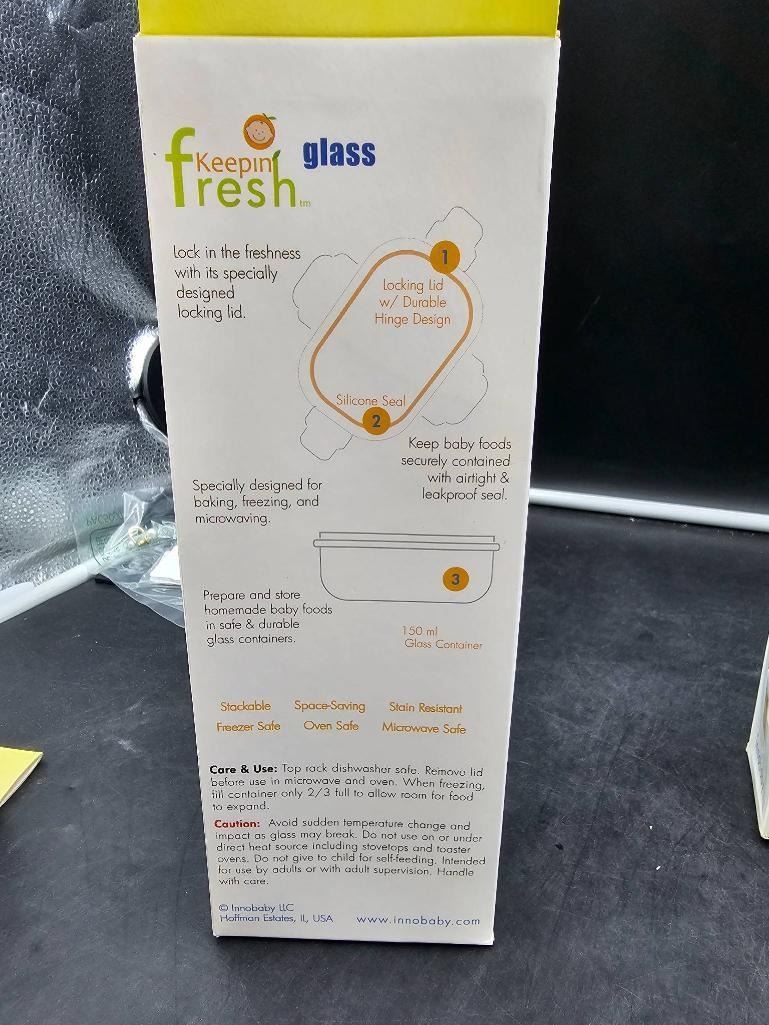 Keepin'
fresh™
glass
Lock in the freshness
with its specially
designed
locking lid.
1
Locking Lid
w/ Durable
Hinge Design
Silicone Seal
2
Keep baby foods
securely contained
with airtight &
leakproof seal.
Specially designed for
baking, freezing, and
microwaving.
3
Prepare and store
homemade baby foods
in safe & durable
glass containers.
150 ml
Glass Container
Stackable Space-Saving Stain Resistant
Freezer Safe Oven Safe Microwave Safe
Care & Use: Top rack dishwasher safe. Remove lid
before use in microwave and oven. When freezing,
fill container only 2/3 full to allow room for food
to expand.
Caution: Avoid sudden temperature change and
impact as glass may break. Do not use on or under
direct heat source including stovetops and toaster
ovens. Do not give to child for self-feeding. Intended
for use by adults or with adult supervision. Handle
with care.
© Innobaby LLC
Hoffman Estates, IL, USA www.innobaby.com